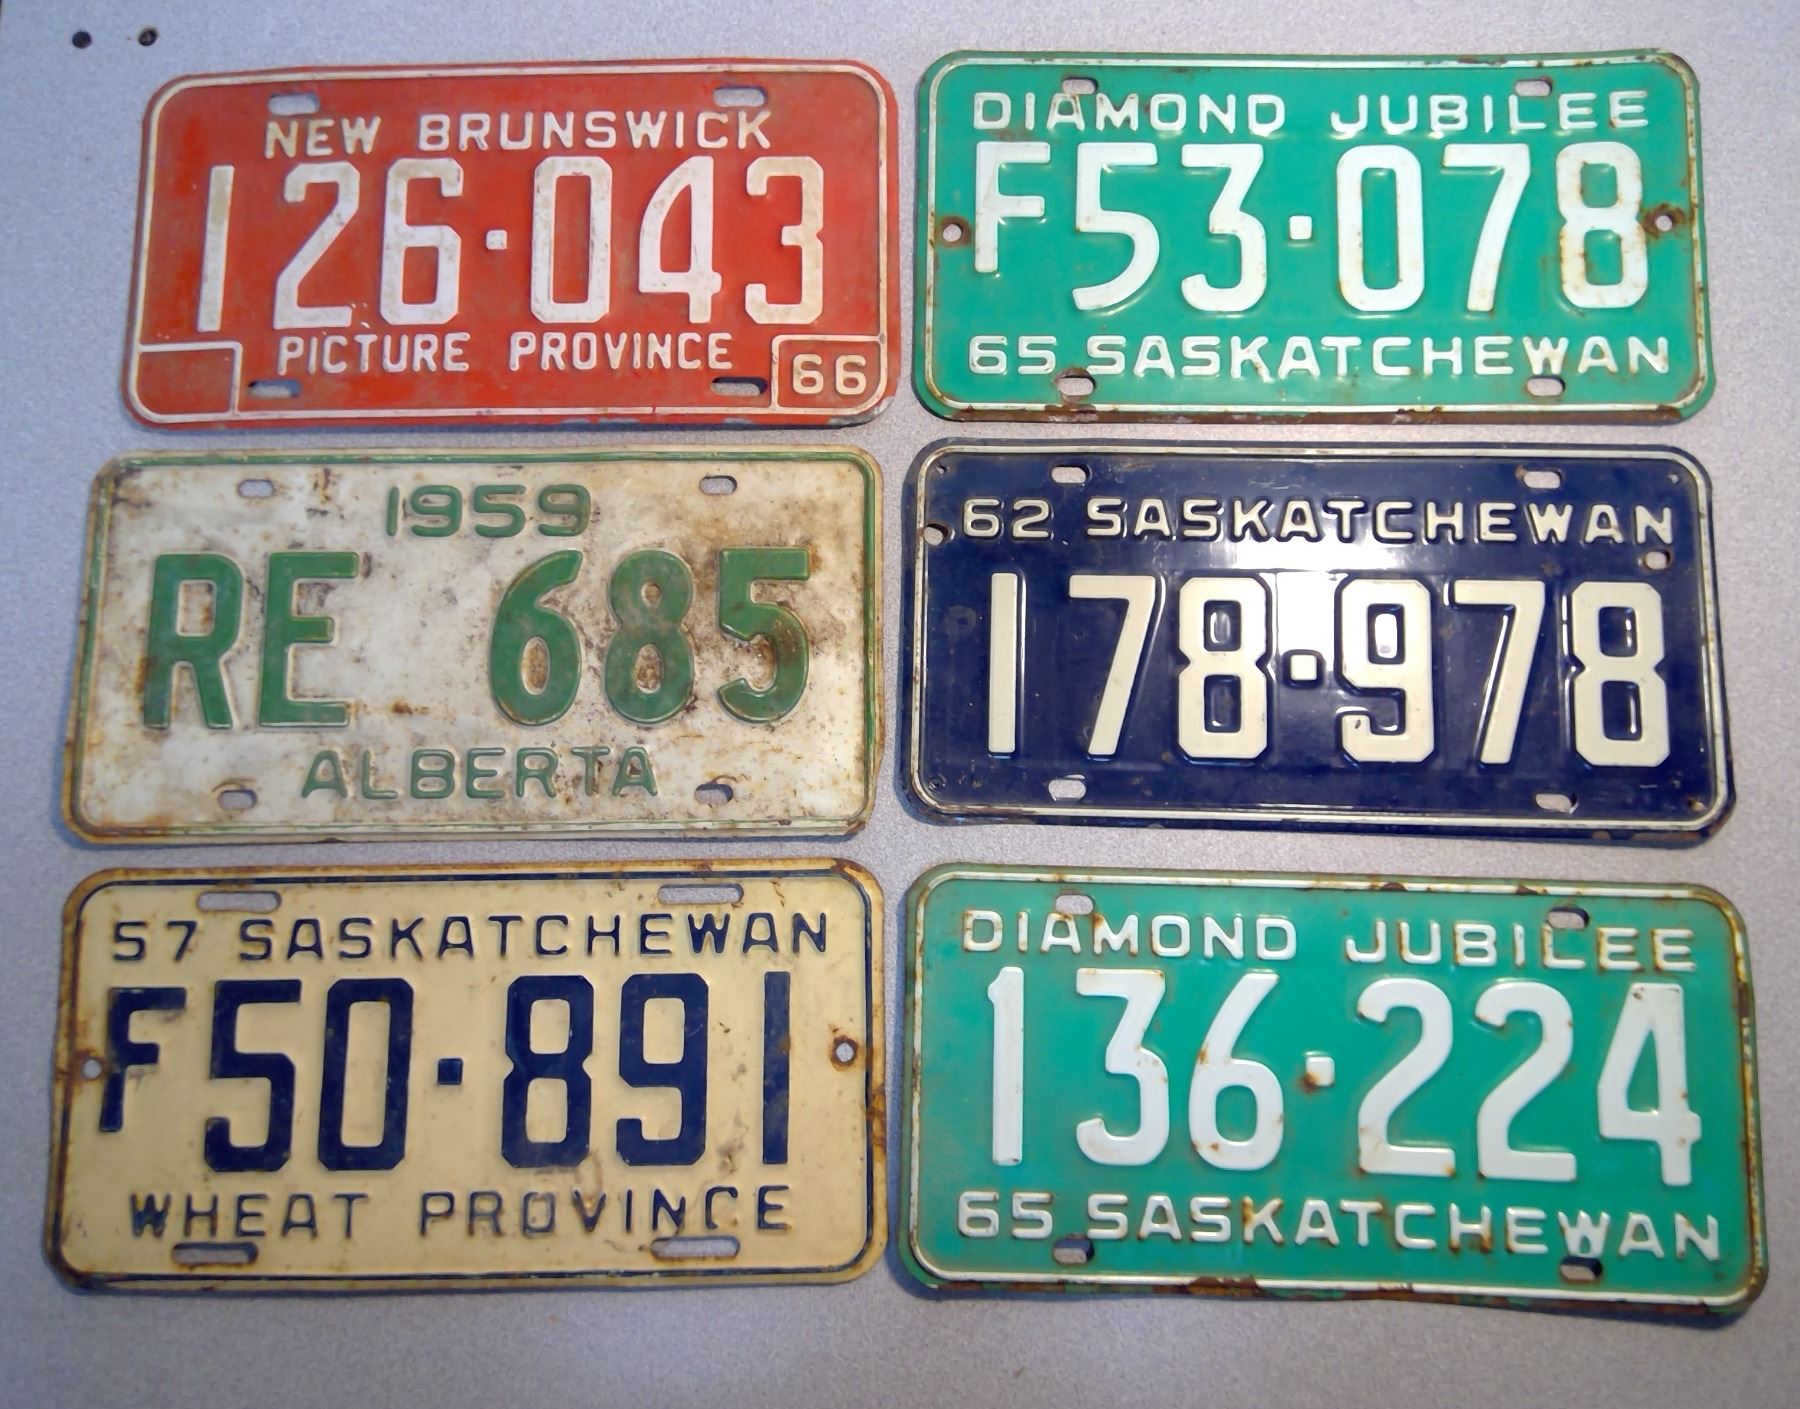 NEW BRUNSWICK
126·043
PICTURE PROVINCE
66
DIAMOND JUBILEE
F53·078
65 SASKATCHEWAN
1959
RE 685
ALBERTA
62 SASKATCHEWAN
178·978
57 SASKATCHEWAN
F50·891
WHEAT PROVINCE
DIAMOND JUBILEE
136·224
65 SASKATCHEWAN